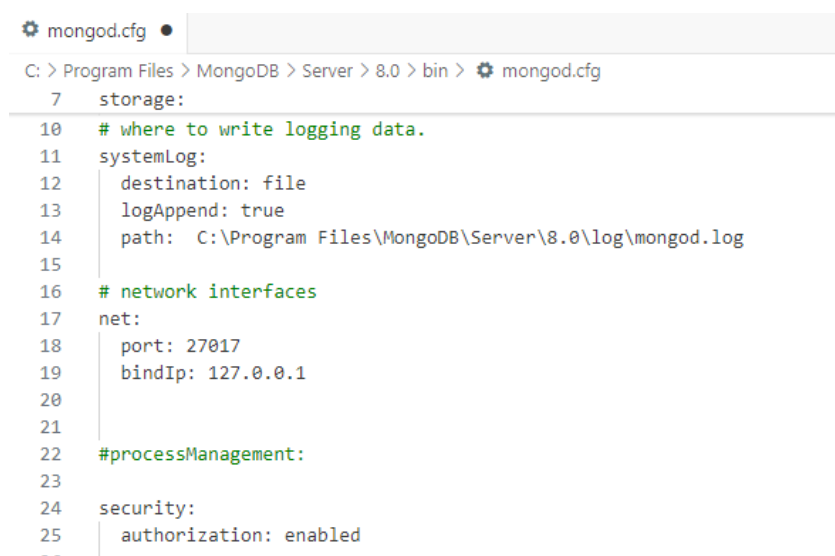 mongod.cfg
C: > Program Files > MongoDB > Server > 8.0 > bin > mongod.cfg
7 storage:
10 # where to write logging data.
11 systemLog:
12 destination: file
13 logAppend: true
14 path:  C:\Program Files\MongoDB\Server\8.0\log\mongod.log
15
16 # network interfaces
17 net:
18 port: 27017
19 bindIp: 127.0.0.1
20
21
22 #processManagement:
23
24 security:
25 authorization: enabled